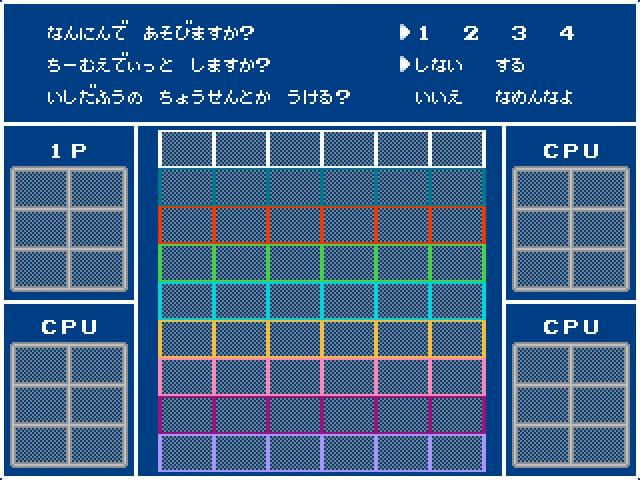 なんにんで あそびますか? ▶1 2 3 4
ちーむえでぃっと しますか? ▶しない する
いしだふうの ちょうせんとか うける? いいえ なめんなよ
1P
CPU
CPU
CPU